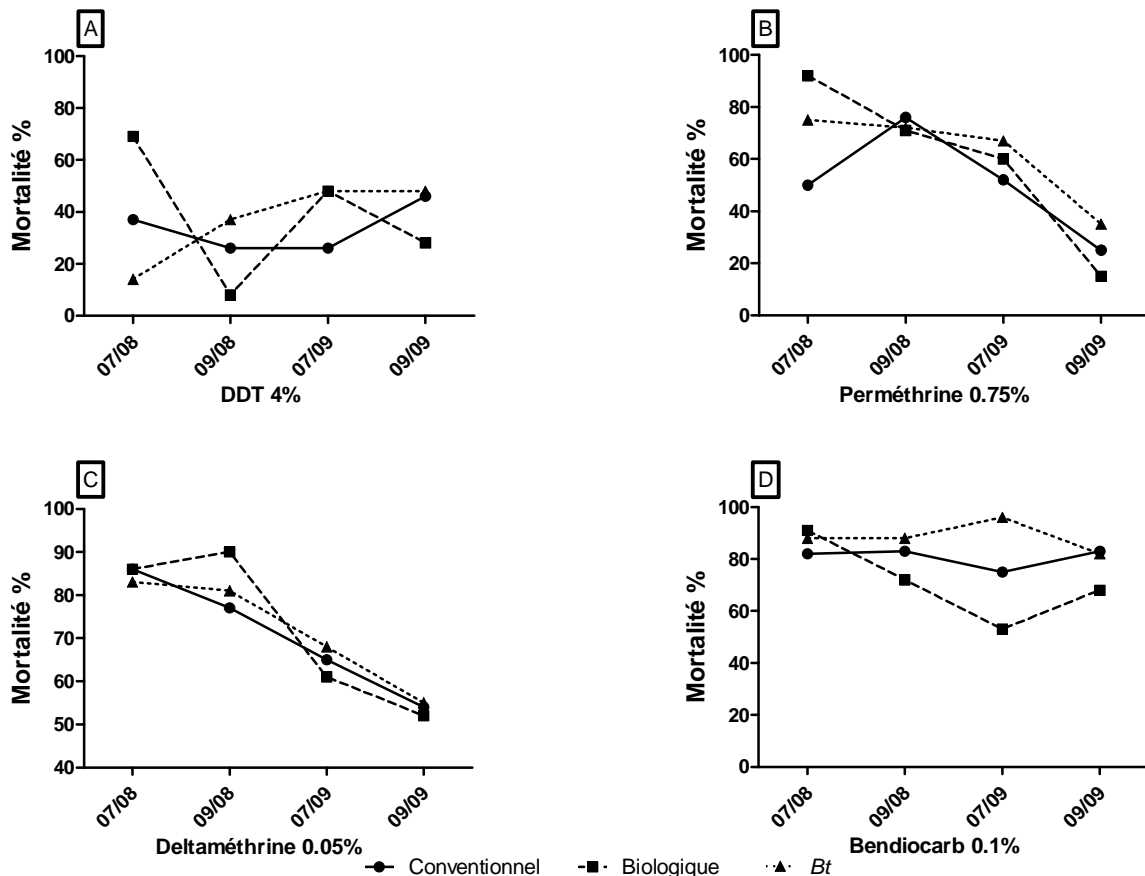 A
Mortalité %
100
80
60
40
20
0
07/08
09/08
07/09
09/09
DDT 4%
B
Mortalité %
100
80
60
40
20
0
07/08
09/08
07/09
09/09
Perméthrine 0.75%
C
Mortalité %
100
90
80
70
60
50
40
07/08
09/08
07/09
09/09
Deltaméthrine 0.05%
D
Mortalité %
100
80
60
40
20
0
07/08
09/08
07/09
09/09
Bendiocarb 0.1%
Conventionnel
Biologique
Bt